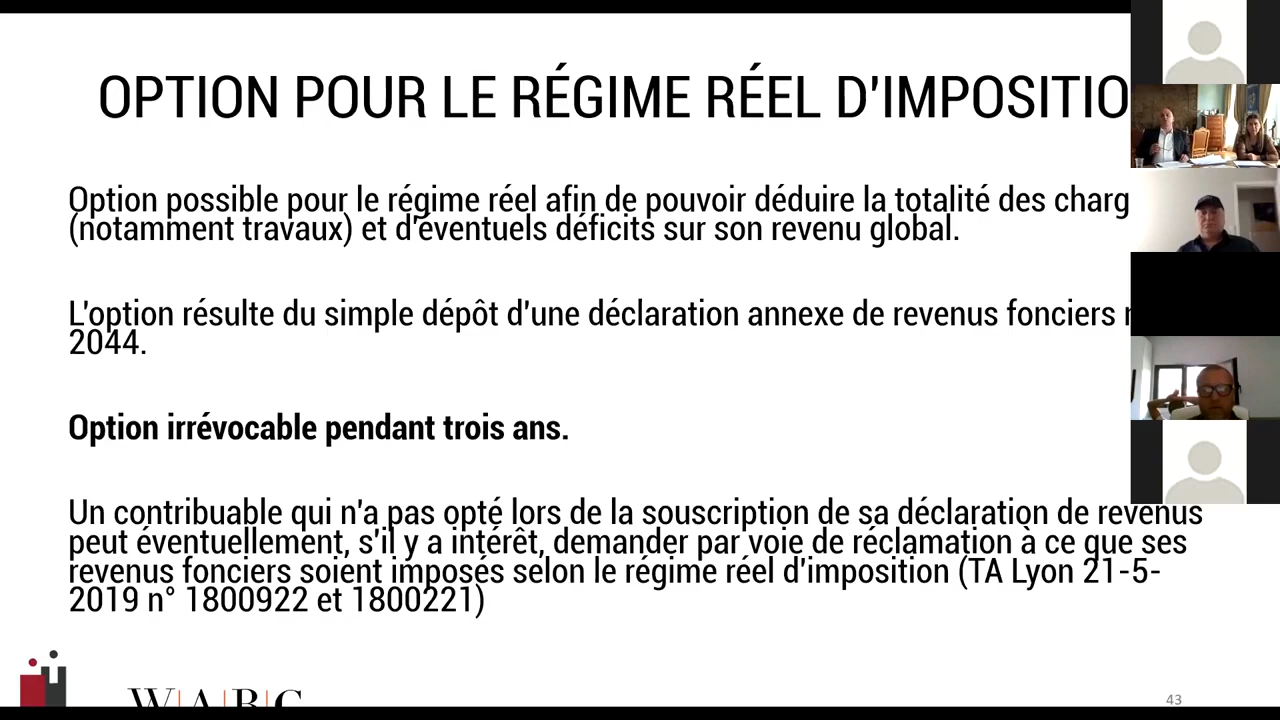 OPTION POUR LE RÉGIME RÉEL D'IMPOSITIO
Option possible pour le régime réel afin de pouvoir déduire la totalité des charg
(notamment travaux) et d'éventuels déficits sur son revenu global.
L'option résulte du simple dépôt d'une déclaration annexe de revenus fonciers
2044.
Option irrévocable pendant trois ans.
Un contribuable qui n'a pas opté lors de la souscription de sa déclaration de revenus
peut éventuellement, s'il y a intérêt, demander par voie de réclamation à ce que ses
revenus fonciers soient imposés selon le régime réel d'imposition (TA Lyon 21-5-
2019 n° 1800922 et 1800221)
W|A|B|C
43